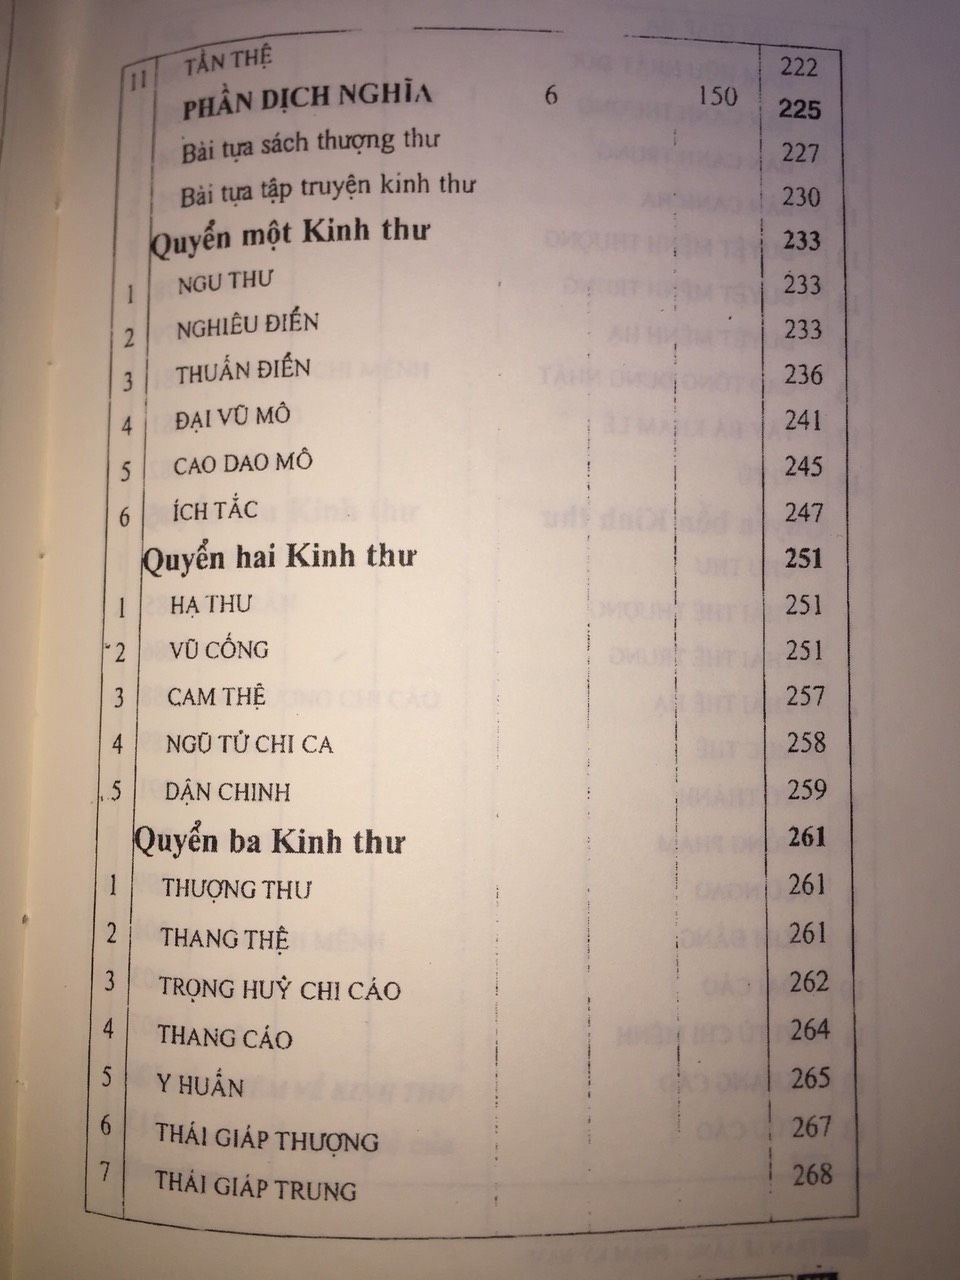 11 TẦN THỆ 222
PHẦN DỊCH NGHĨA 6 150 225
Bài tựa sách thượng thư 227
Bài tựa tập truyện kinh thư 230
Quyển một Kinh thư 233
1 NGU THƯ 233
2 NGHIÊU ĐIỂN 233
3 THUẤN ĐIỂN 236
4 ĐẠI VŨ MÔ 241
5 CAO DAO MÔ 245
6 ÍCH TẮC 247
Quyển hai Kinh thư 251
1 HẠ THƯ 251
2 VŨ CỐNG 251
3 CAM THỆ 257
4 NGŨ TỬ CHI CA 258
5 DẬN CHINH 259
Quyển ba Kinh thư 261
1 THƯỢNG THƯ 261
2 THANG THỆ 261
3 TRỌNG HUỶ CHI CÁO 262
4 THANG CÁO 264
5 Y HUẤN 265
6 THÁI GIÁP THƯỢNG 267
7 THÁI GIÁP TRUNG 268